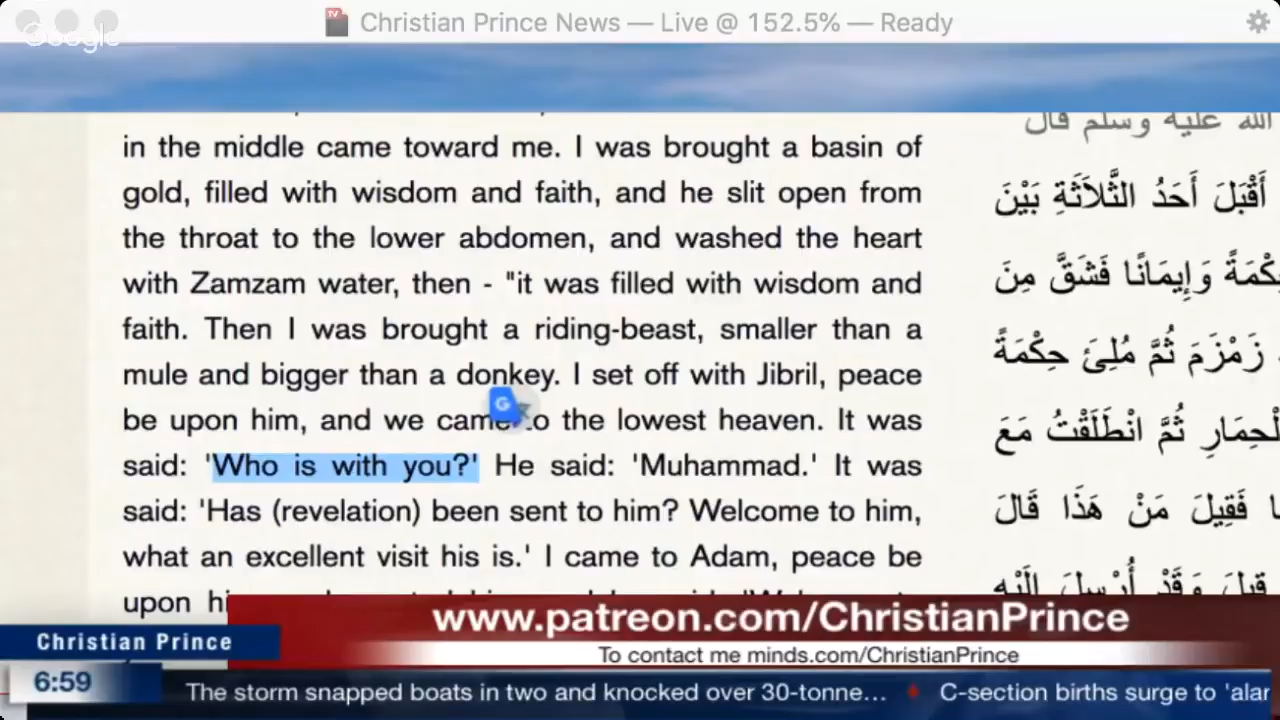 Christian Prince News — Live @ 152.5% — Ready
Google
in the middle came toward me. I was brought a basin of
gold, filled with wisdom and faith, and he slit open from
the throat to the lower abdomen, and washed the heart
with Zamzam water, then - "it was filled with wisdom and
faith. Then I was brought a riding-beast, smaller than a
mule and bigger than a donkey. I set off with Jibril, peace
be upon him, and we came to the lowest heaven. It was
said: 'Who is with you?' He said: 'Muhammad.' It was
said: 'Has (revelation) been sent to him? Welcome to him,
what an excellent visit his is.' I came to Adam, peace be
upon
الله عليه وسلم قال
أَقْبَلَ أَحَدُ الثَّلاَثَةِ بَيْنَ
وَإِيمَانًا فَشَقَّ مِنَ
زَمْزَمَ ثُمَّ مُلِئَ حِكْمَةً
ثُمَّ انْطَلَقْتُ مَعَ
فَقِيلَ مَنْ هَذَا قَالَ
قِيلَ وَقَدْ أُرْسِلَ إِلَيْهِ
www.patreon.com/ChristianPrince
To contact me minds.com/ChristianPrince
Christian Prince
6:59
The storm snapped boats in two and knocked over 30-tonne... C-section births surge to 'alar